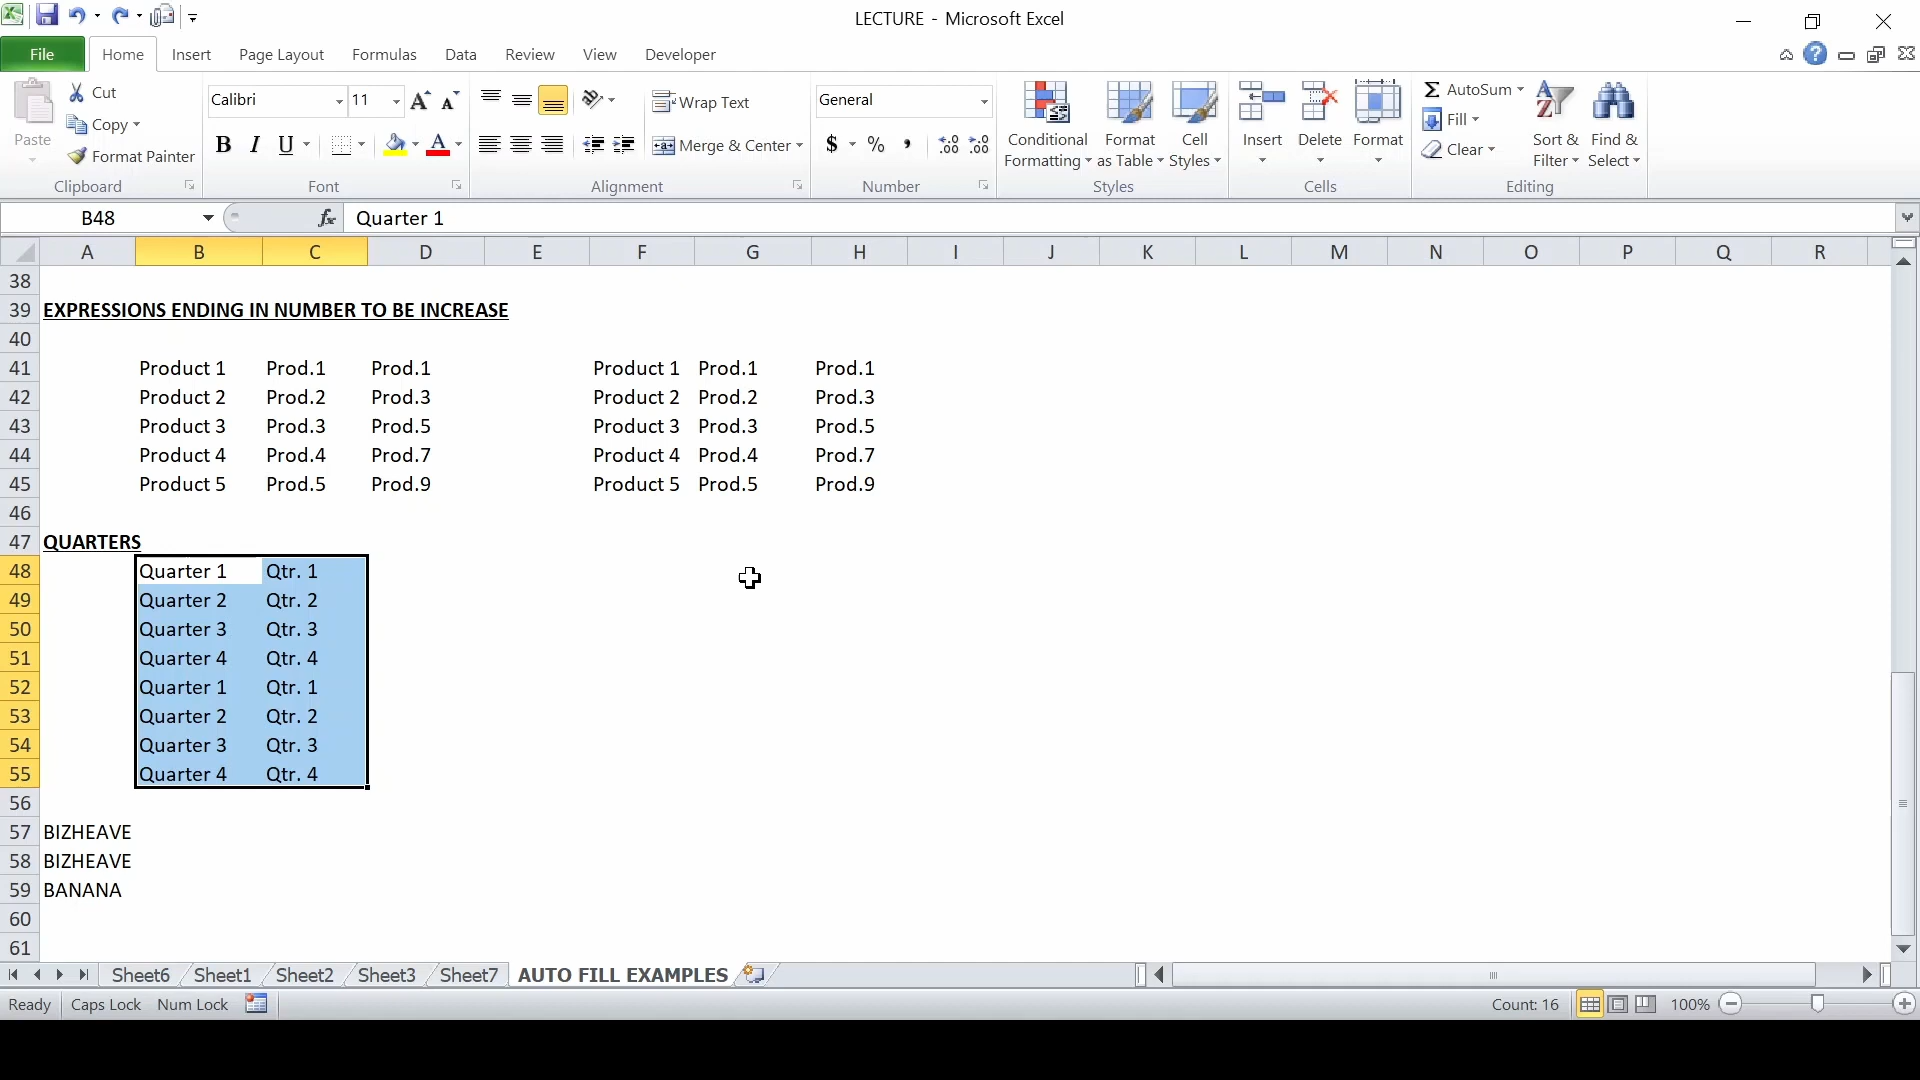 LECTURE - Microsoft Excel
File Home Insert Page Layout Formulas Data Review View Developer
Paste
Cut
Copy
Format Painter
Clipboard
Calibri 11
B I U
Font
Wrap Text
Merge & Center
Alignment
General
$ % ,
Number
Conditional Formatting
Format as Table
Cell Styles
Styles
Insert Delete Format
Cells
AutoSum
Fill
Clear
Sort & Filter
Find & Select
Editing
B48 fx Quarter 1
A B C D E F G H I J K L M N O P Q R
38
39 EXPRESSIONS ENDING IN NUMBER TO BE INCREASE
40
41 Product 1 Prod.1 Prod.1 Product 1 Prod.1 Prod.1
42 Product 2 Prod.2 Prod.3 Product 2 Prod.2 Prod.3
43 Product 3 Prod.3 Prod.5 Product 3 Prod.3 Prod.5
44 Product 4 Prod.4 Prod.7 Product 4 Prod.4 Prod.7
45 Product 5 Prod.5 Prod.9 Product 5 Prod.5 Prod.9
46
47 QUARTERS
48 Quarter 1 Qtr. 1
49 Quarter 2 Qtr. 2
50 Quarter 3 Qtr. 3
51 Quarter 4 Qtr. 4
52 Quarter 1 Qtr. 1
53 Quarter 2 Qtr. 2
54 Quarter 3 Qtr. 3
55 Quarter 4 Qtr. 4
56
57 BIZHEAVE
58 BIZHEAVE
59 BANANA
60
61
Sheet6 Sheet1 Sheet2 Sheet3 Sheet7 AUTO FILL EXAMPLES
Ready Caps Lock Num Lock Count: 16 100%